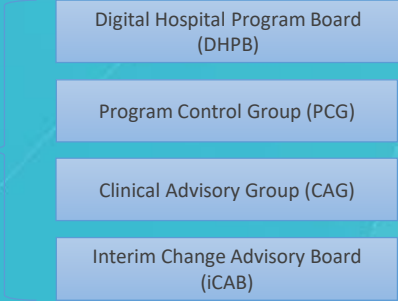 Digital Hospital Program Board
(DHPB)
Program Control Group (PCG)
Clinical Advisory Group (CAG)
Interim Change Advisory Board
(iCAB)